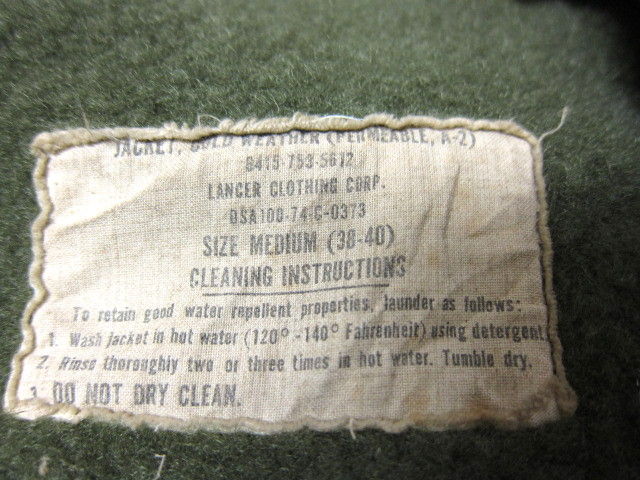 JACKET, COLD WEATHER (PERMEABLE, A-2)
8415-753-5612
LANCER CLOTHING CORP.
DSA100-74-C-0373
SIZE MEDIUM (38-40)
CLEANING INSTRUCTIONS
To retain good water repellent properties, launder as follows:
1. Wash jacket in hot water (120° -140° Fahrenheit) using detergent.
2. Rinse thoroughly two or three times in hot water. Tumble dry.
3. DO NOT DRY CLEAN.